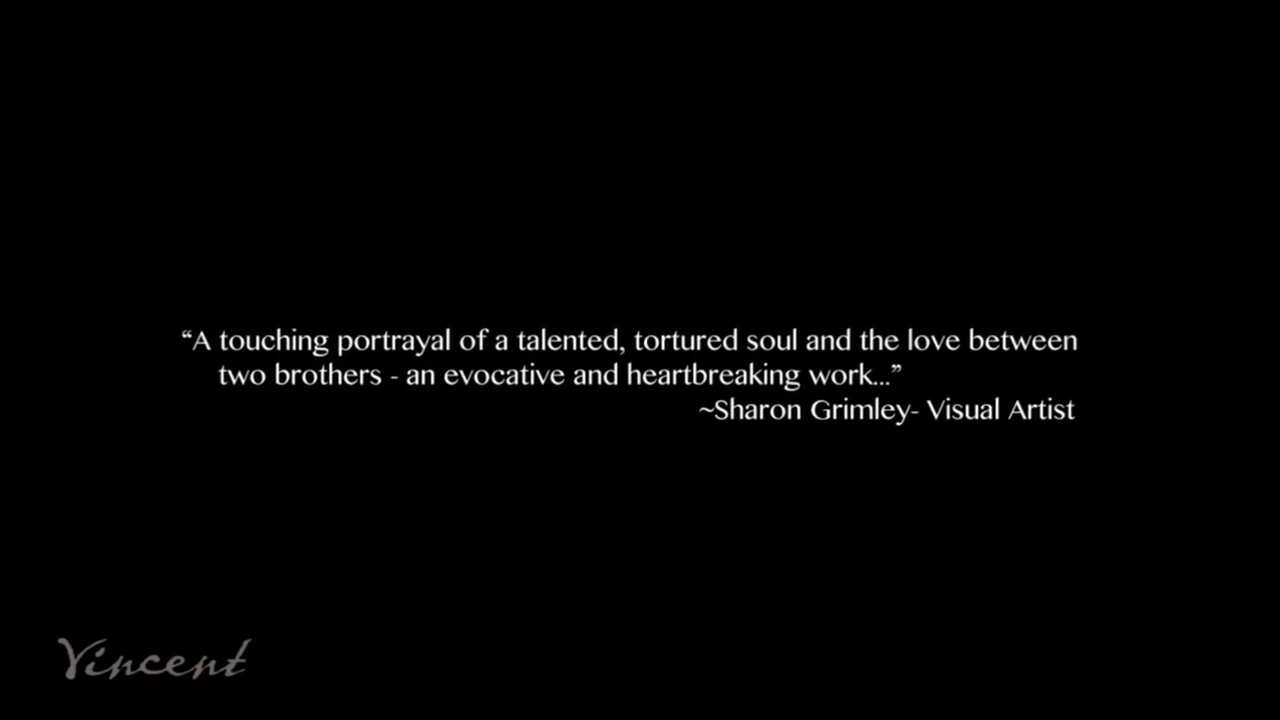 “A touching portrayal of a talented, tortured soul and the love between
two brothers - an evocative and heartbreaking work...”
~Sharon Grimley- Visual Artist
Vincent